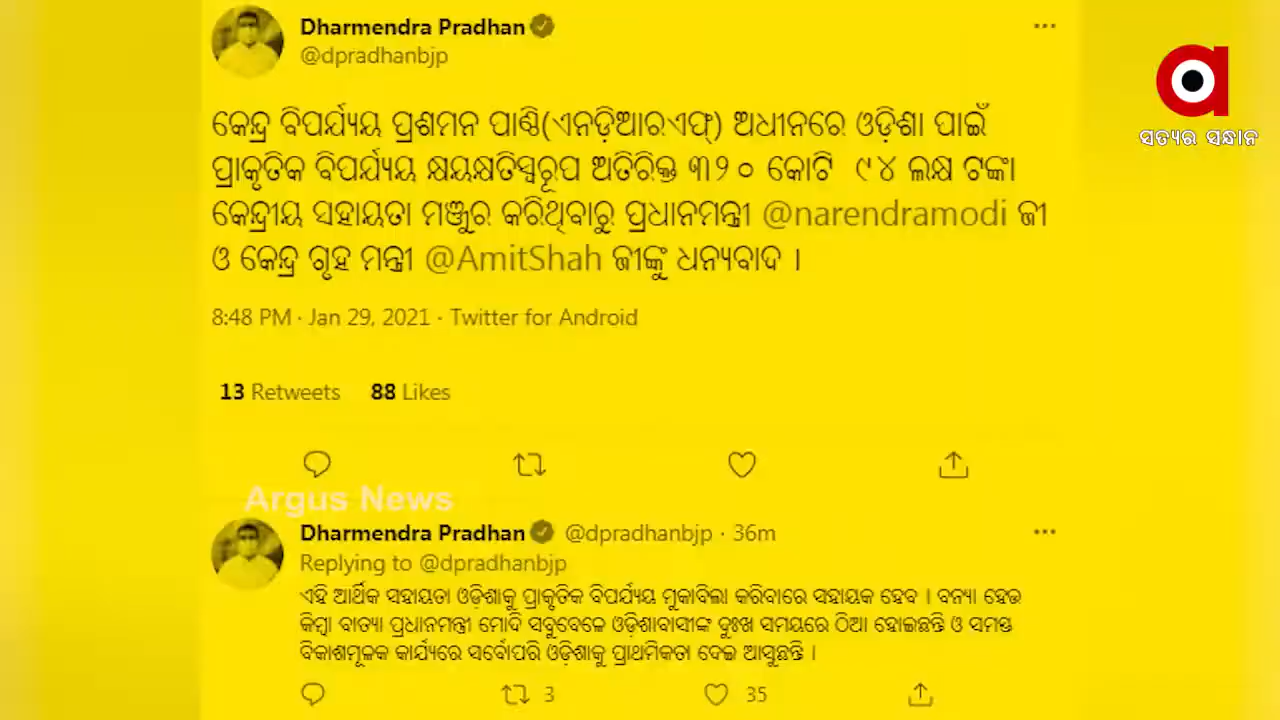 Dharmendra Pradhan
@dpradhanbjp
ସତ୍ୟର ସନ୍ଧାନ
କେନ୍ଦ୍ର ବିପର୍ଯ୍ୟୟ ପ୍ରଶମନ ପାଣ୍ଠି(ଏନଡ଼ିଆରଏଫ୍) ଅଧୀନରେ ଓଡ଼ିଶା ପାଇଁ
ପ୍ରାକୃତିକ ବିପର୍ଯ୍ୟୟ କ୍ଷୟକ୍ଷତିସ୍ୱରୂପ ଅତିରିକ୍ତ ୩୨୦ କୋଟି ୯୪ ଲକ୍ଷ ଟଙ୍କା
କେନ୍ଦ୍ରୀୟ ସହାୟତା ମଞ୍ଜୁର କରିଥିବାରୁ ପ୍ରଧାନମନ୍ତ୍ରୀ @narendramodi ଜୀ
ଓ କେନ୍ଦ୍ର ଗୃହ ମନ୍ତ୍ରୀ @AmitShah ଜୀଙ୍କୁ ଧନ୍ୟବାଦ ।
8:48 PM · Jan 29, 2021 · Twitter for Android
13 Retweets 88 Likes
Argus News
Dharmendra Pradhan @dpradhanbjp · 36m
Replying to @dpradhanbjp
ଏହି ଆର୍ଥିକ ସହାୟତା ଓଡ଼ିଶାକୁ ପ୍ରାକୃତିକ ବିପର୍ଯ୍ୟୟ ମୁକାବିଲା କରିବାରେ ସହାୟକ ହେବ । ବନ୍ୟା ହେଉ
କିମ୍ବା ବାତ୍ୟା ପ୍ରଧାନମନ୍ତ୍ରୀ ମୋଦି ସବୁବେଳେ ଓଡ଼ିଶାବାସୀଙ୍କ ଦୁଃଖ ସମୟରେ ଠିଆ ହୋଇଛନ୍ତି ଓ ସମସ୍ତ
ବିକାଶମୂଳକ କାର୍ଯ୍ୟରେ ସର୍ବୋପରି ଓଡ଼ିଶାକୁ ପ୍ରାଥମିକତା ଦେଇ ଆସୁଛନ୍ତି ।
3 35